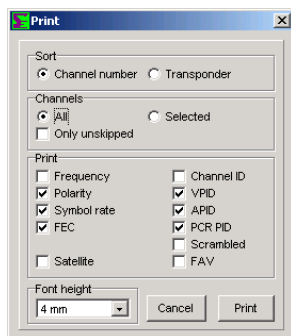 Print
Sort
Channel number Transponder
Channels
All Selected
Only unskipped
Print
Frequency Channel ID
Polarity VPID
Symbol rate APID
FEC PCR PID
Scrambled
Satellite FAV
Font height
4 mm Cancel Print